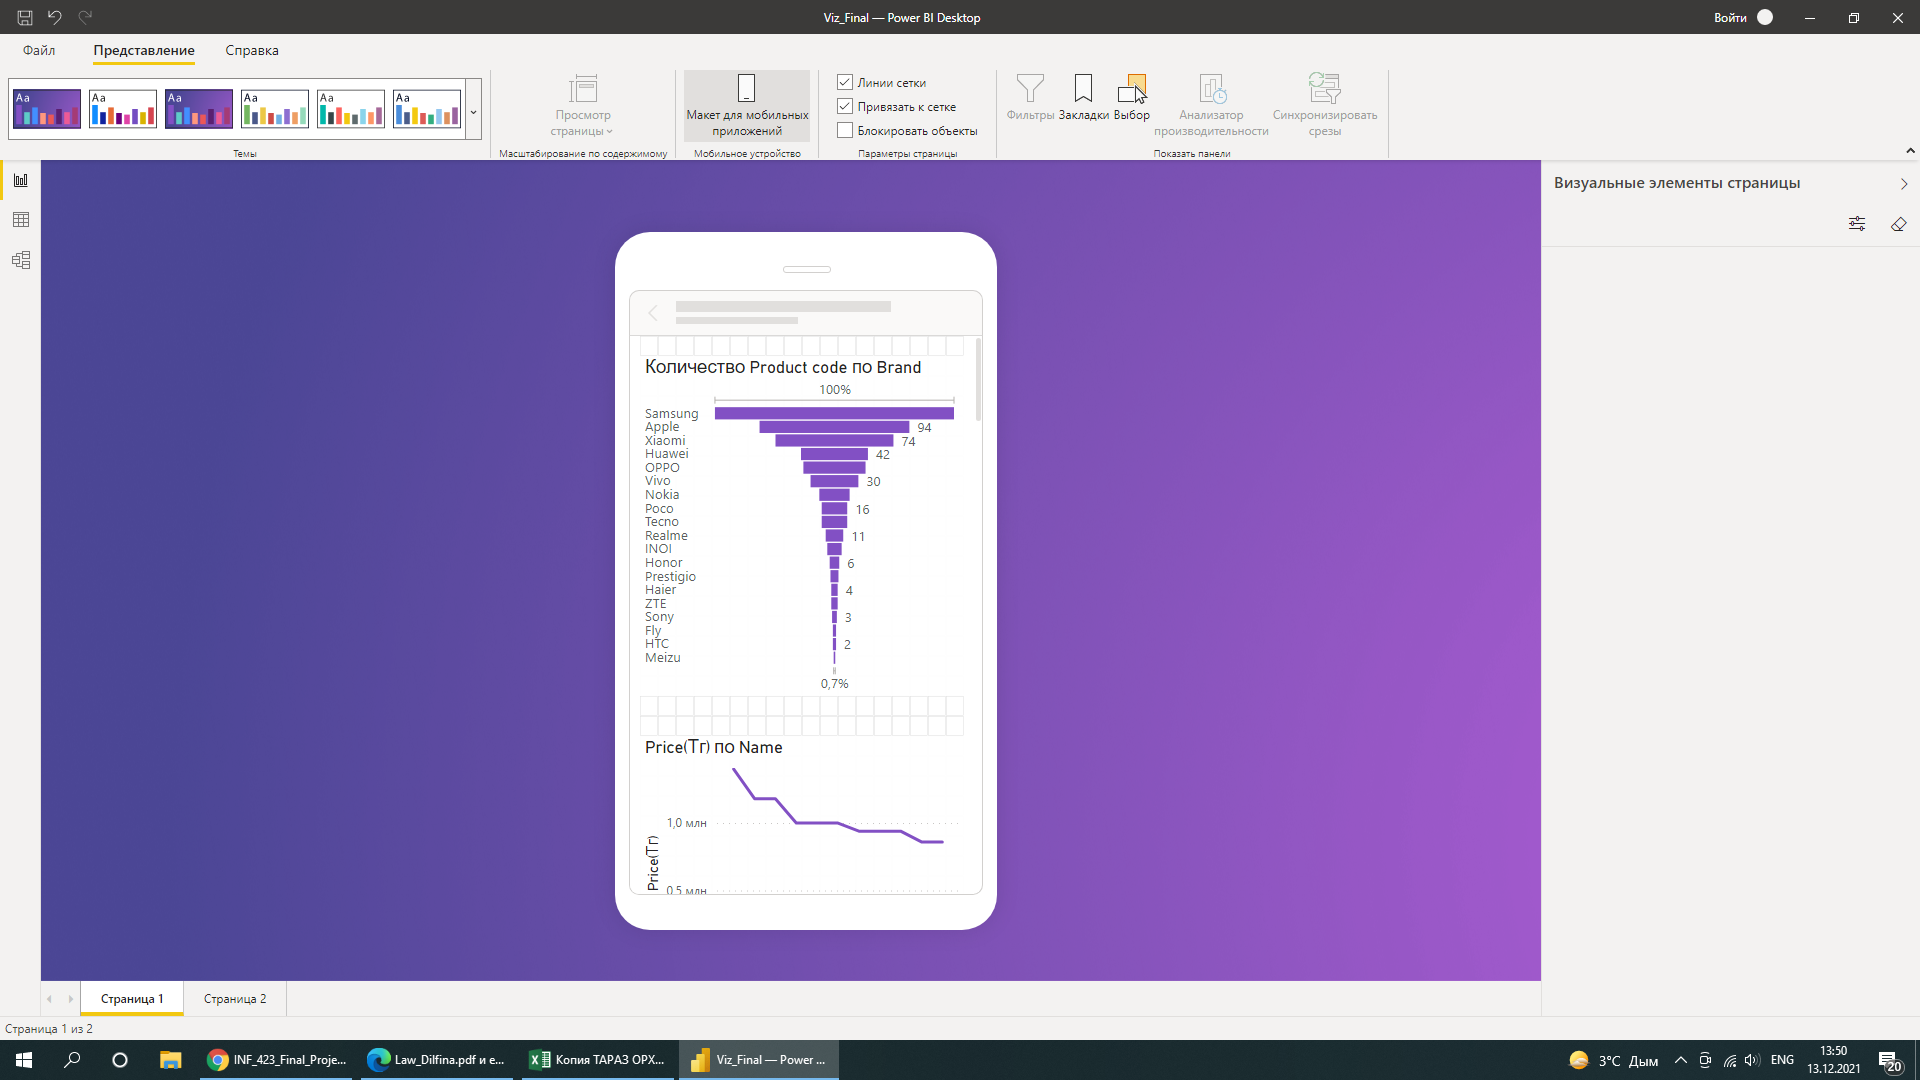 Viz_Final — Power BI Desktop
Войти
Файл
Представление
Справка
Aa
Aa
Aa
Aa
Aa
Aa
Темы
Просмотр
страницы
Масштабирование по содержимому
Макет для мобильных
приложений
Мобильное устройство
Линии сетки
Привязать к сетке
Блокировать объекты
Параметры страницы
Фильтры
Закладки
Выбор
Анализатор
производительности
Синхронизировать
срезы
Показать панели
Визуальные элементы страницы
Количество Product code по Brand
100%
Samsung
Apple 94
Xiaomi 74
Huawei 42
OPPO
Vivo 30
Nokia
Poco 16
Tecno
Realme 11
INOI
Honor 6
Prestigio
Haier 4
ZTE
Sony 3
Fly
HTC 2
Meizu
0,7%
Price(Тг) по Name
1,0 млн
Price(Тг)
0,5 млн
Страница 1
Страница 2
Страница 1 из 2
INF_423_Final_Proje...
Law_Dilfina.pdf и е...
Копия ТАРАЗ ОРХ...
Viz_Final — Power ...
3°C Дым
ENG
13:50
13.12.2021
20